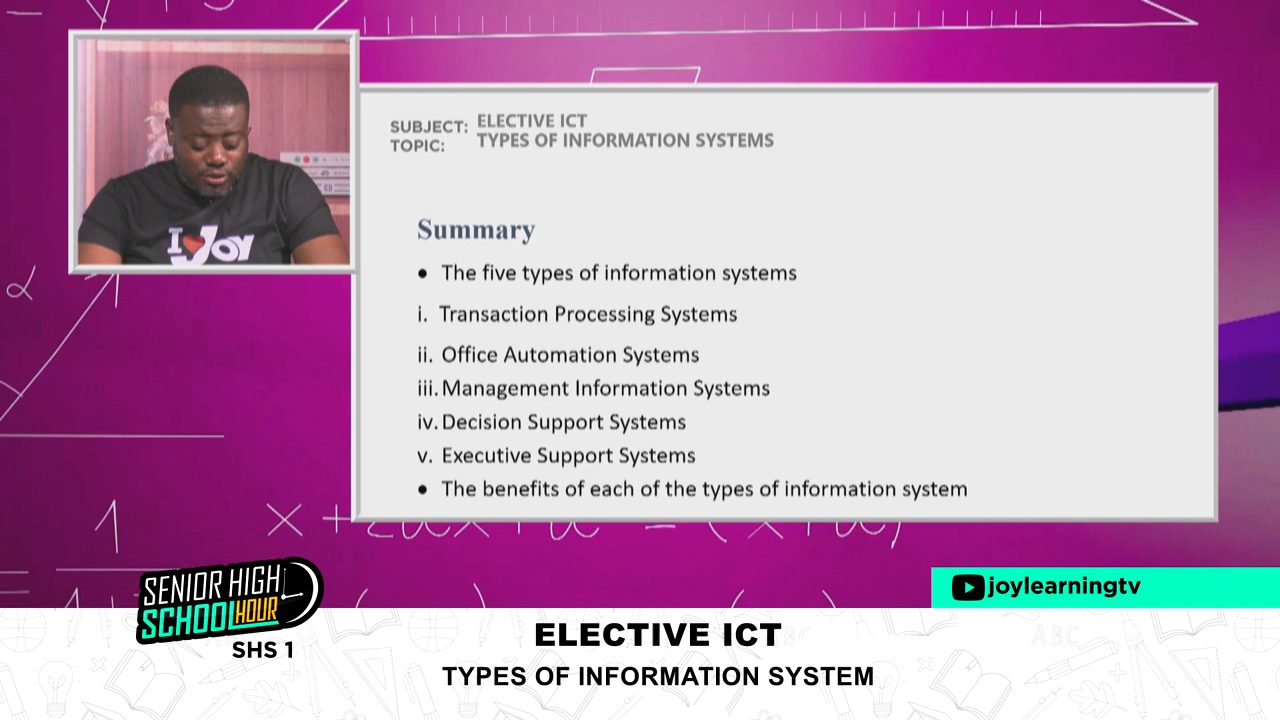 I ❤ JOY
SUBJECT: ELECTIVE ICT
TOPIC: TYPES OF INFORMATION SYSTEMS
Summary
• The five types of information systems
i. Transaction Processing Systems
ii. Office Automation Systems
iii. Management Information Systems
iv. Decision Support Systems
v. Executive Support Systems
• The benefits of each of the types of information system
1
SENIOR HIGH
SCHOOL HOUR
SHS 1
joylearningtv
ELECTIVE ICT
TYPES OF INFORMATION SYSTEM
ABC